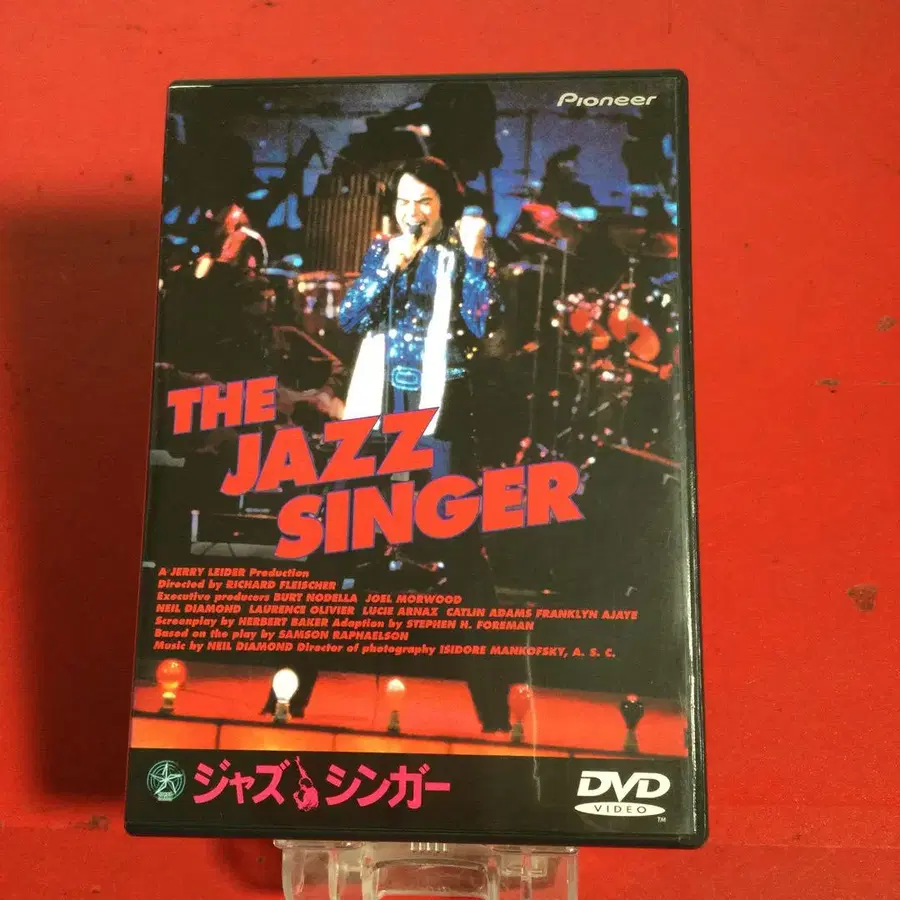 Pioneer
THE
JAZZ
SINGER
A JERRY LEIDER Production
Directed by RICHARD FLEISCHER
Executive producers BURT NODELLA JOEL MORWOOD
NEIL DIAMOND LAURENCE OLIVIER LUCIE ARNAZ CATLIN ADAMS FRANKLYN AJAYE
Screenplay by HERBERT BAKER Adaption by STEPHEN H. FOREMAN
Based on the play by SAMSON RAPHAELSON
Music by NEIL DIAMOND Director of photography ISIDORE MANKOFSKY, A. S. C.
ジャズ シンガー
DVD
VIDEO
TM